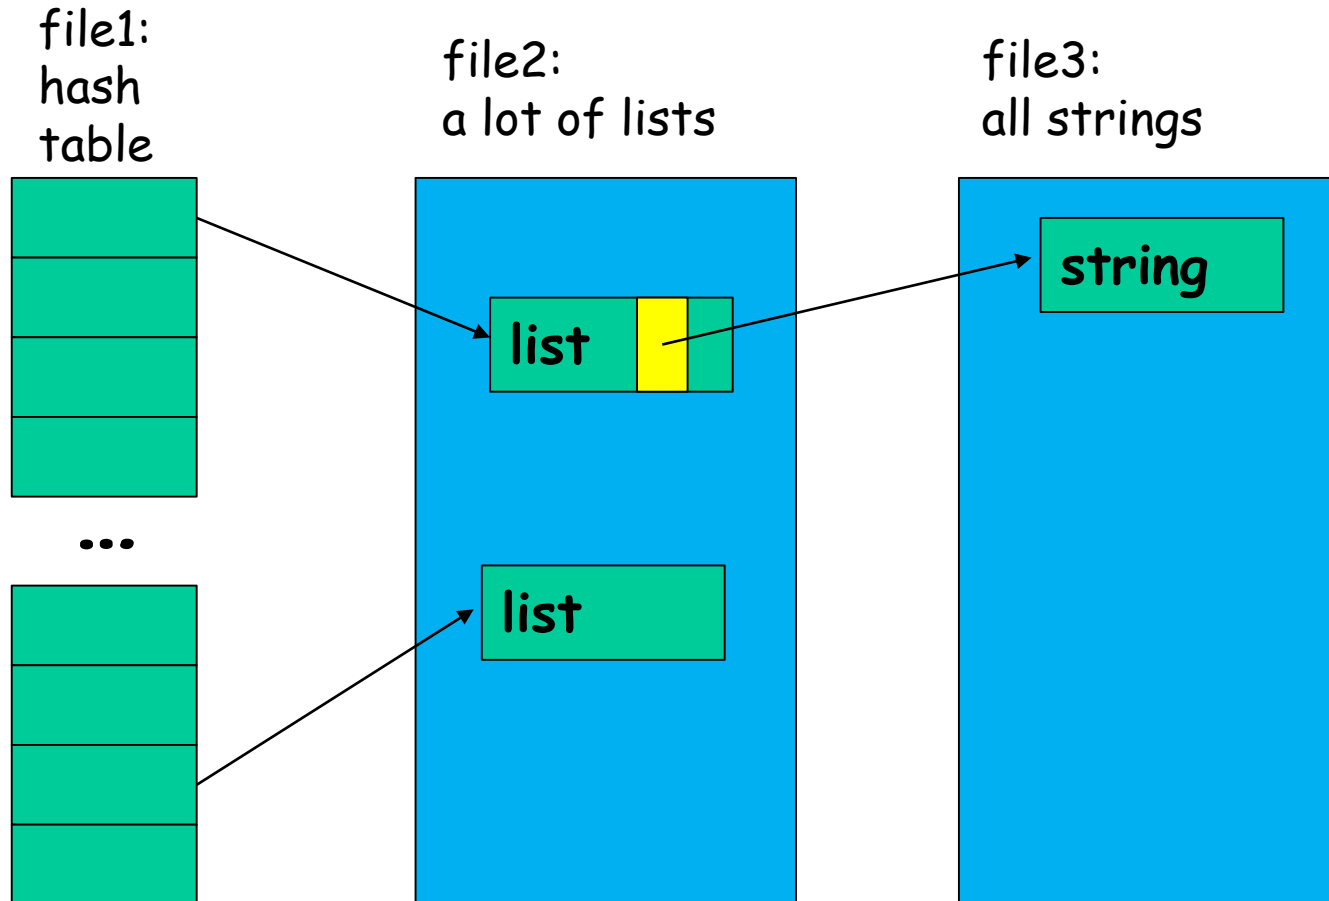 file1:
hash
table
file2:
a lot of lists
file3:
all strings
string
list
...
list